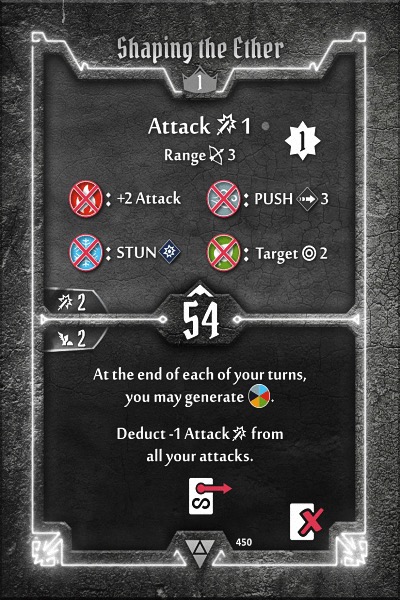 Shaping the Ether
1
Attack 1
Range 3
1
: +2 Attack
: PUSH 3
: STUN
: Target 2
2
54
2
At the end of each of your turns,
you may generate .
Deduct -1 Attack from
all your attacks.
S
450